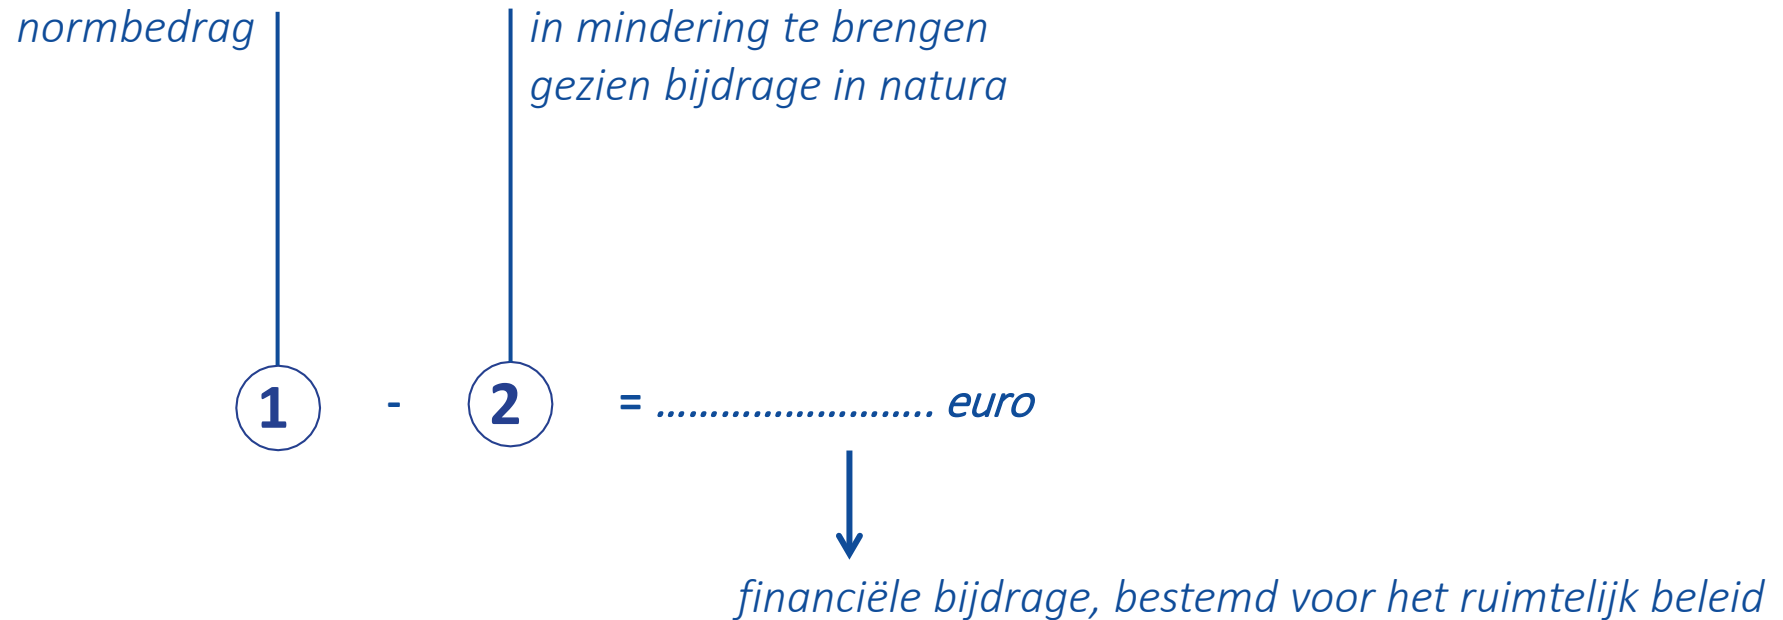 normbedrag
in mindering te brengen
gezien bijdrage in natura
1 - 2 = .......................... euro
financiële bijdrage, bestemd voor het ruimtelijk beleid